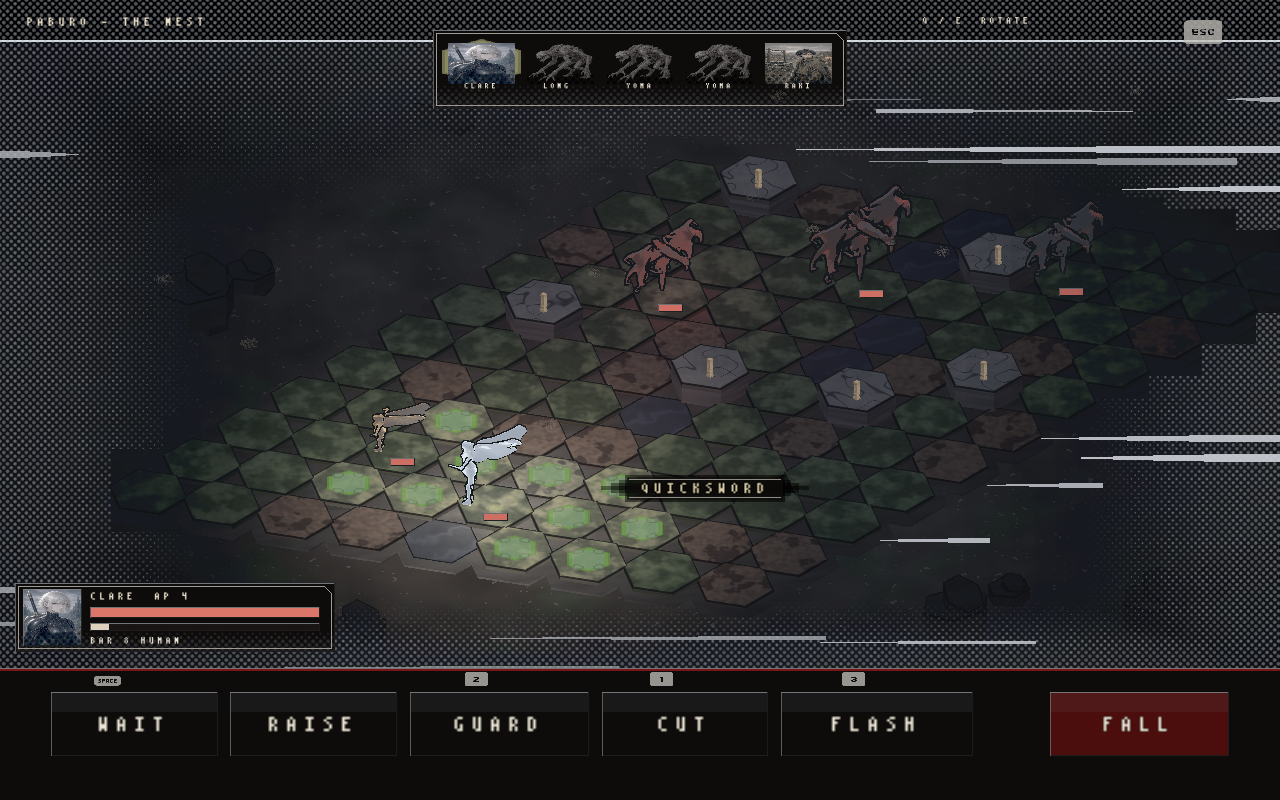 PABURO - THE NEST
Q / E ROTATE
ESC
CLARE
LONG
YOMA
YOMA
RAKI
QUICKSWORD
CLARE AP 4
BAR 8 HUMAN
SPACE
2
1
3
WAIT
RAISE
GUARD
CUT
FLASH
FALL